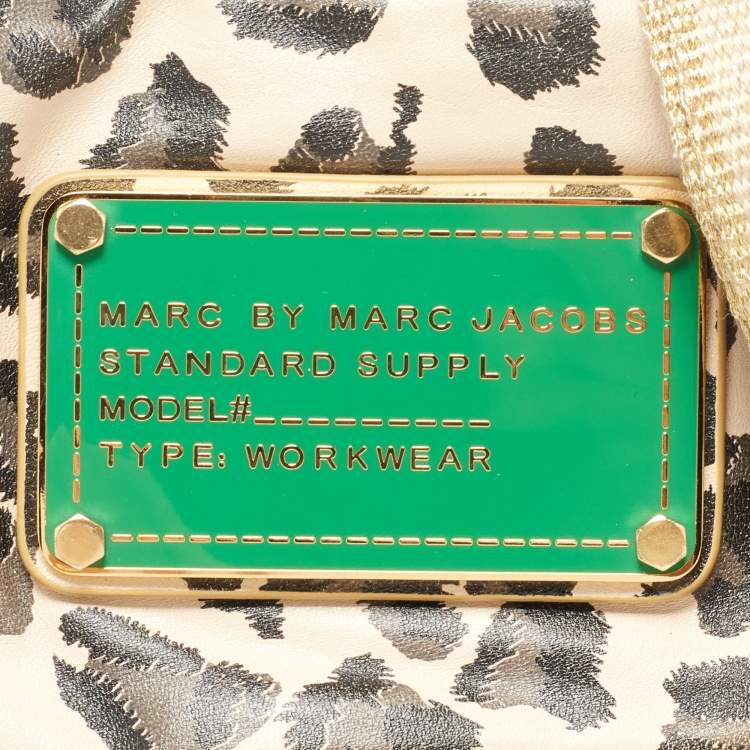 MARC BY MARC JACOBS
STANDARD SUPPLY
MODEL#_________
TYPE: WORKWEAR